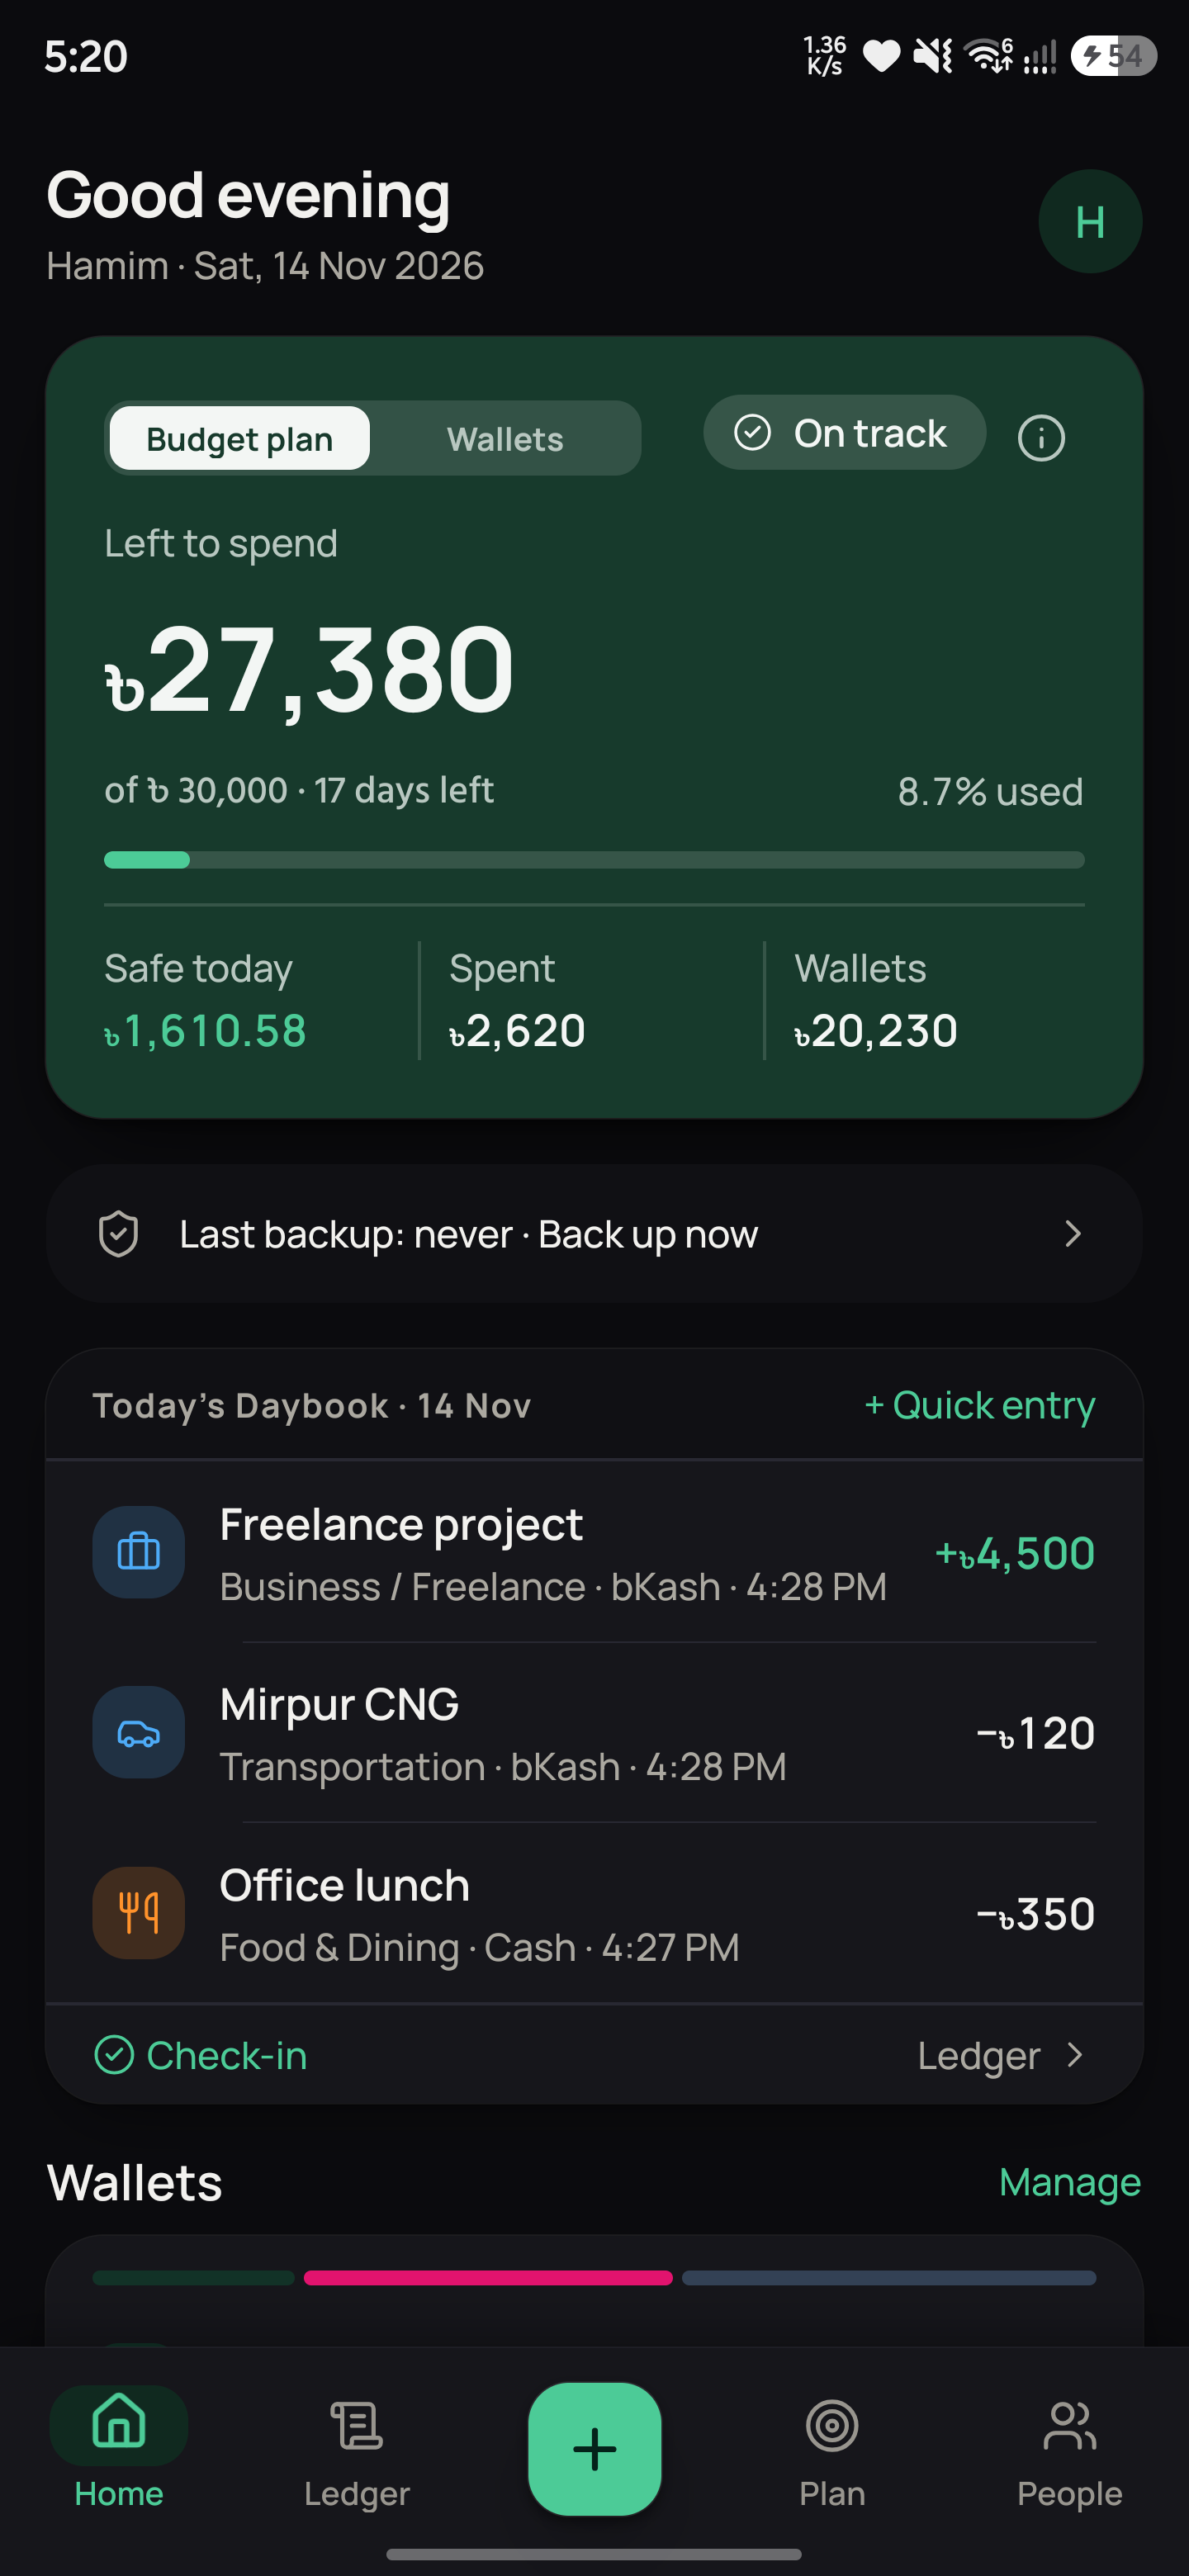 5:20
1.36 K/s
6
54
Good evening
Hamim · Sat, 14 Nov 2026
H
Budget plan
Wallets
On track
Left to spend
৳27,380
of ৳ 30,000 · 17 days left
8.7% used
Safe today
Spent
Wallets
৳1,610.58
৳2,620
৳20,230
Last backup: never · Back up now
Today's Daybook · 14 Nov
+ Quick entry
Freelance project
Business / Freelance · bKash · 4:28 PM
+৳4,500
Mirpur CNG
Transportation · bKash · 4:28 PM
−৳120
Office lunch
Food & Dining · Cash · 4:27 PM
−৳350
Check-in
Ledger
Wallets
Manage
Home
Ledger
Plan
People